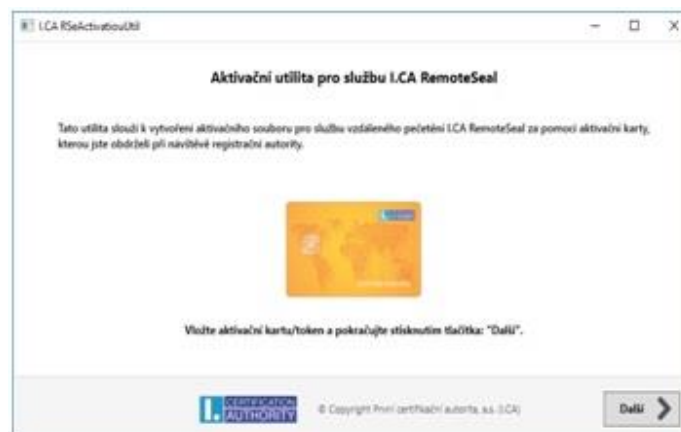 I.CA RSeActivationUtil
Aktivační utilita pro službu I.CA RemoteSeal
Tato utilita slouží k vytvoření aktivačního souboru pro službu vzdáleného pečetění I.CA RemoteSeal za pomoci aktivační karty,
kterou jste obdrželi při návštěvě registrační autority.
Vložte aktivační kartu/token a pokračujte stisknutím tlačítka: "Další".
I. CERTIFICATION
AUTHORITY
© Copyright První certifikační autorita, a.s. (I.CA)
Další